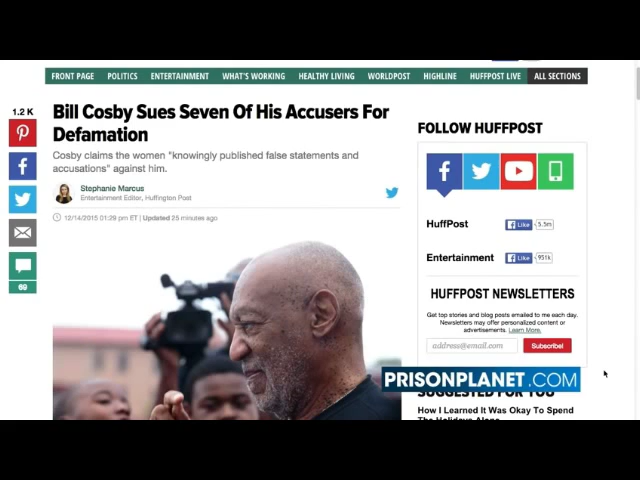 FRONT PAGE POLITICS ENTERTAINMENT WHAT'S WORKING HEALTHY LIVING WORLDPOST HIGHLINE HUFFPOST LIVE ALL SECTIONS
1.2 K
69
Bill Cosby Sues Seven Of His Accusers For
Defamation
Cosby claims the women "knowingly published false statements and
accusations" against him.
Stephanie Marcus
Entertainment Editor, Huffington Post
12/14/2015 01:29 pm ET | Updated 25 minutes ago
FOLLOW HUFFPOST
HuffPost Like 5.5m
Entertainment Like 951k
HUFFPOST NEWSLETTERS
Get top stories and blog posts emailed to me each day.
Newsletters may offer personalized content or
advertisements. Learn More.
address@email.com Subscribe!
PRISONPLANET.COM
SUGGESTED FOR YOU
How I Learned It Was Okay To Spend
The Holidays Alone